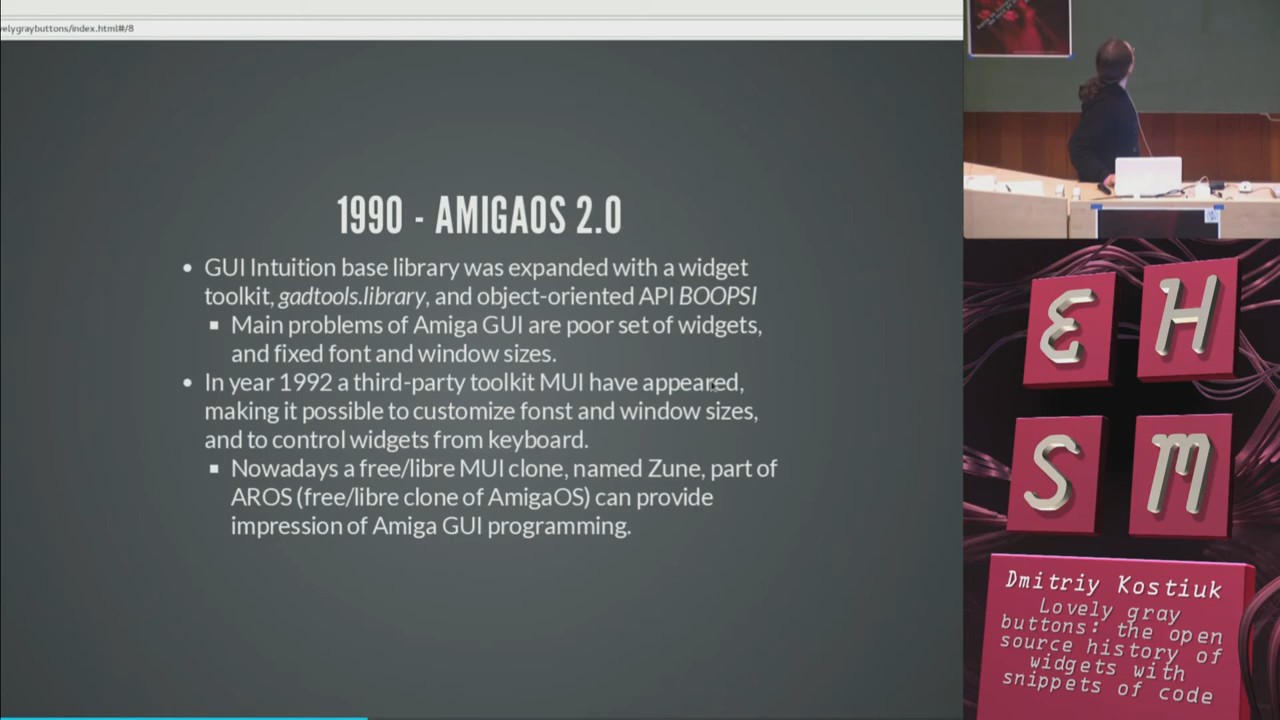 velygraybuttons/index.html#/8
1990 - AMIGAOS 2.0
• GUI Intuition base library was expanded with a widget
toolkit, gadtools.library, and object-oriented API BOOPSI
▪ Main problems of Amiga GUI are poor set of widgets,
and fixed font and window sizes.
• In year 1992 a third-party toolkit MUI have appeared,
making it possible to customize fonst and window sizes,
and to control widgets from keyboard.
▪ Nowadays a free/libre MUI clone, named Zune, part of
AROS (free/libre clone of AmigaOS) can provide
impression of Amiga GUI programming.
E H
S M
Dmitriy Kostiuk
Lovely gray
buttons: the open
source history of
widgets with
snippets of code